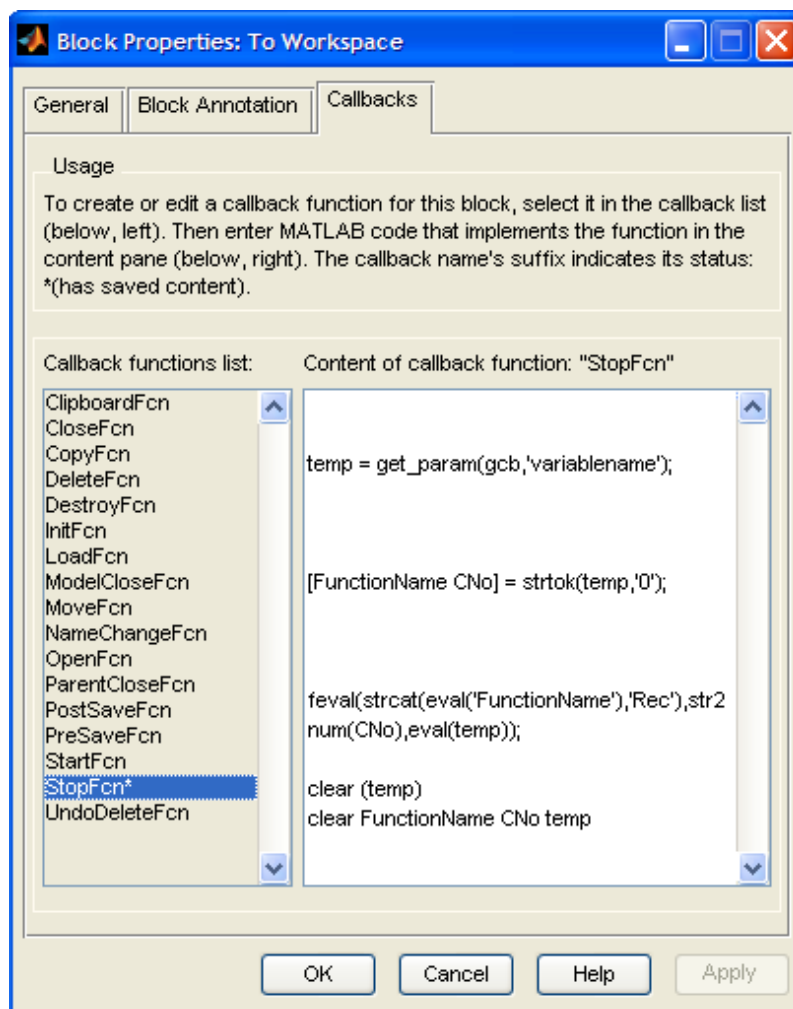 Block Properties: To Workspace
General
Block Annotation
Callbacks
Usage
To create or edit a callback function for this block, select it in the callback list
(below, left). Then enter MATLAB code that implements the function in the
content pane (below, right). The callback name's suffix indicates its status:
*(has saved content).
Callback functions list:
ClipboardFcn
CloseFcn
CopyFcn
DeleteFcn
DestroyFcn
InitFcn
LoadFcn
ModelCloseFcn
MoveFcn
NameChangeFcn
OpenFcn
ParentCloseFcn
PostSaveFcn
PreSaveFcn
StartFcn
StopFcn*
UndoDeleteFcn
Content of callback function: "StopFcn"
temp = get_param(gcb,'variablename');
[FunctionName CNo] = strtok(temp,'0');
feval(strcat(eval('FunctionName'),'Rec'),str2
num(CNo),eval(temp));
clear (temp)
clear FunctionName CNo temp
OK
Cancel
Help
Apply